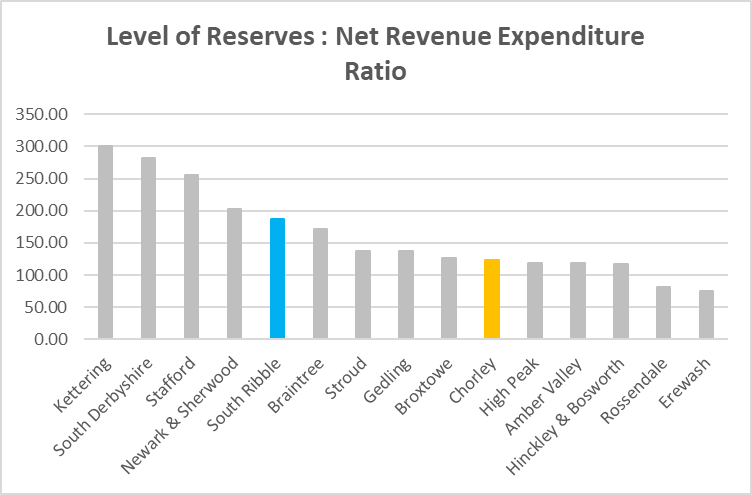 Level of Reserves : Net Revenue Expenditure
Ratio
350.00
300.00
250.00
200.00
150.00
100.00
50.00
0.00
Kettering
South Derbyshire
Stafford
Newark & Sherwood
South Ribble
Braintree
Stroud
Gedling
Broxtowe
Chorley
High Peak
Amber Valley
Hinckley & Bosworth
Rossendale
Erewash